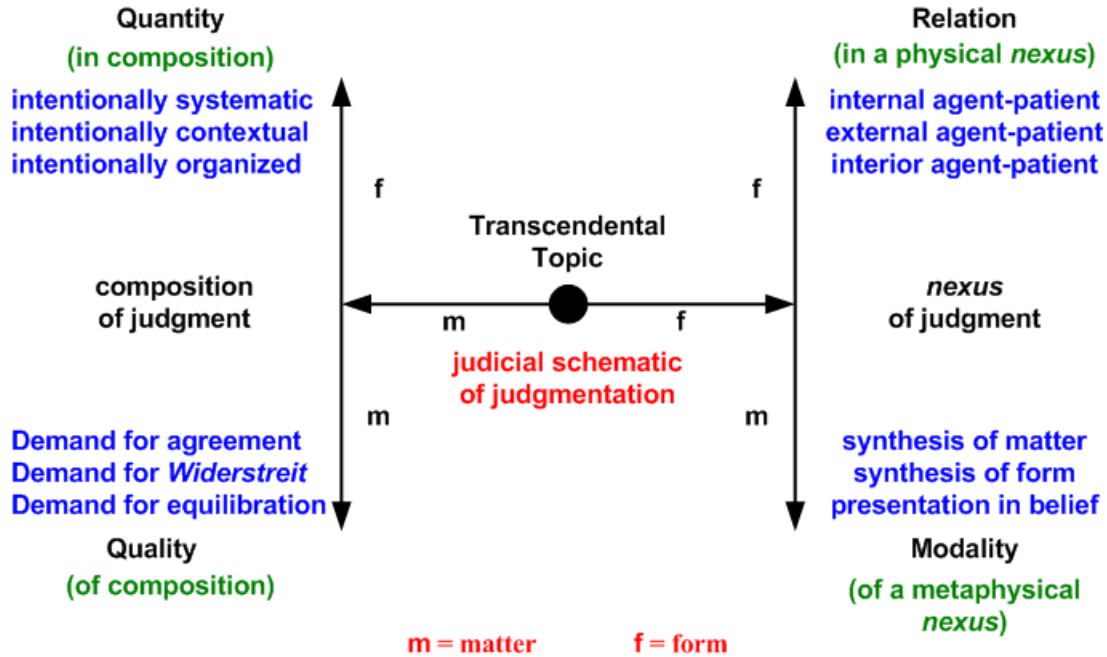 Quantity
(in composition)
intentionally systematic
intentionally contextual
intentionally organized
f
Relation
(in a physical nexus)
internal agent-patient
external agent-patient
interior agent-patient
f
Transcendental
Topic
composition
of judgment
m
f
nexus
of judgment
judicial schematic
of judgmentation
m
Demand for agreement
Demand for Widerstreit
Demand for equilibration
Quality
(of composition)
m
synthesis of matter
synthesis of form
presentation in belief
Modality
(of a metaphysical
nexus)
m = matter
f = form